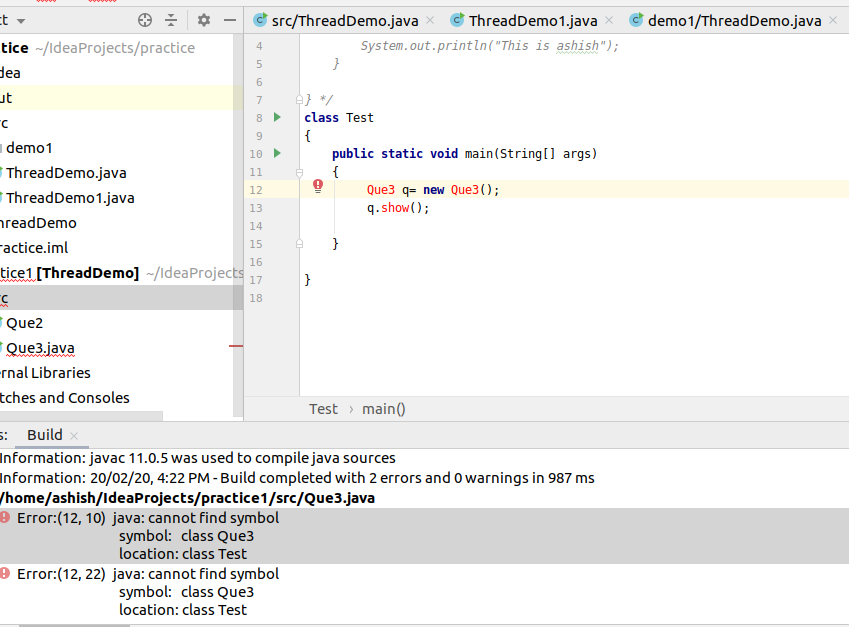 ct
src/ThreadDemo.java
ThreadDemo1.java
demo1/ThreadDemo.java
tice ~/IdeaProjects/practice
dea
ut
c
demo1
ThreadDemo.java
ThreadDemo1.java
hreadDemo
ractice.iml
tice1 [ThreadDemo] ~/IdeaProjects
c
Que2
Que3.java
rnal Libraries
tches and Consoles
4 System.out.println("This is ashish");
5 }
6
7 } */
8 class Test
9 {
10 public static void main(String[] args)
11 {
12 Que3 q= new Que3();
13 q.show();
14
15 }
16
17 }
18
Test › main()
s: Build
Information: javac 11.0.5 was used to compile java sources
Information: 20/02/20, 4:22 PM - Build completed with 2 errors and 0 warnings in 987 ms
/home/ashish/IdeaProjects/practice1/src/Que3.java
Error:(12, 10) java: cannot find symbol
symbol: class Que3
location: class Test
Error:(12, 22) java: cannot find symbol
symbol: class Que3
location: class Test